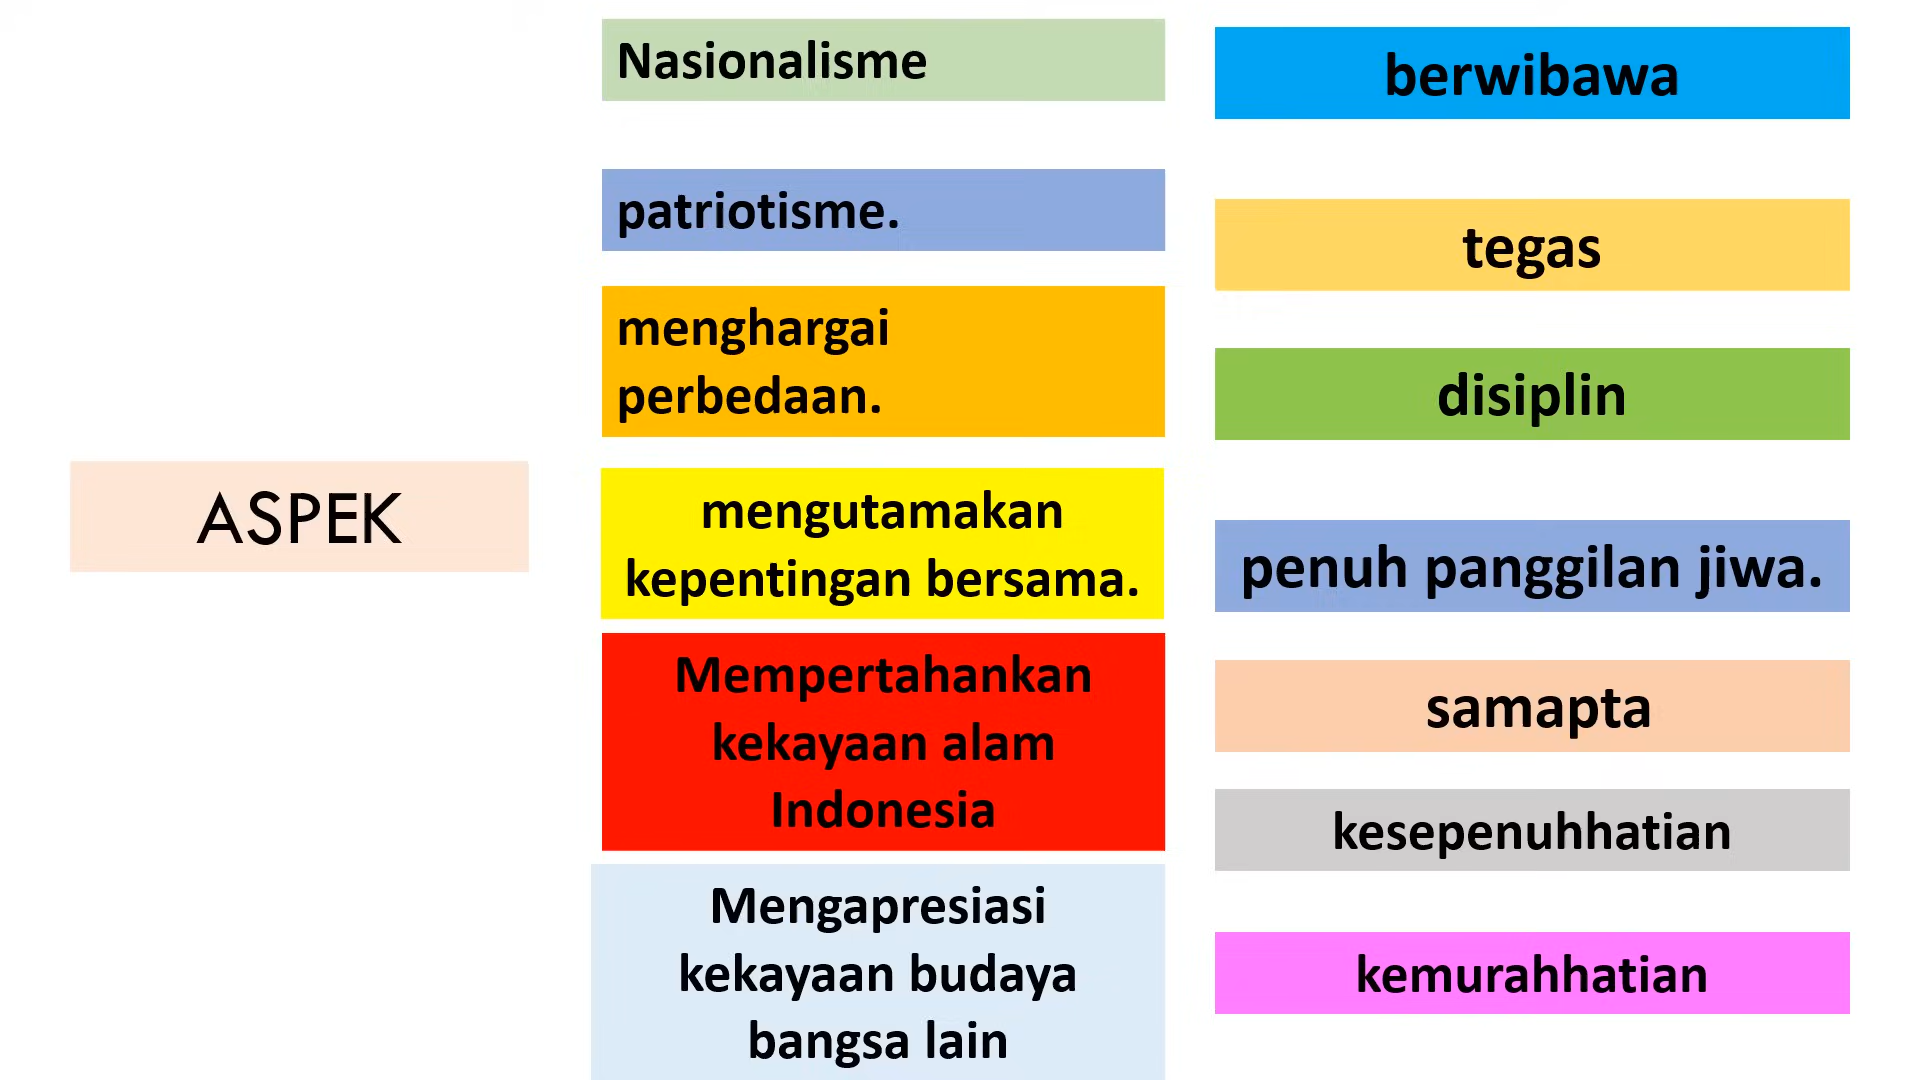 ASPEK
Nasionalisme
patriotisme.
menghargai
perbedaan.
mengutamakan
kepentingan bersama.
Mempertahankan
kekayaan alam
Indonesia
Mengapresiasi
kekayaan budaya
bangsa lain
berwibawa
tegas
disiplin
penuh panggilan jiwa.
samapta
kesepenuhhatian
kemurahhatian